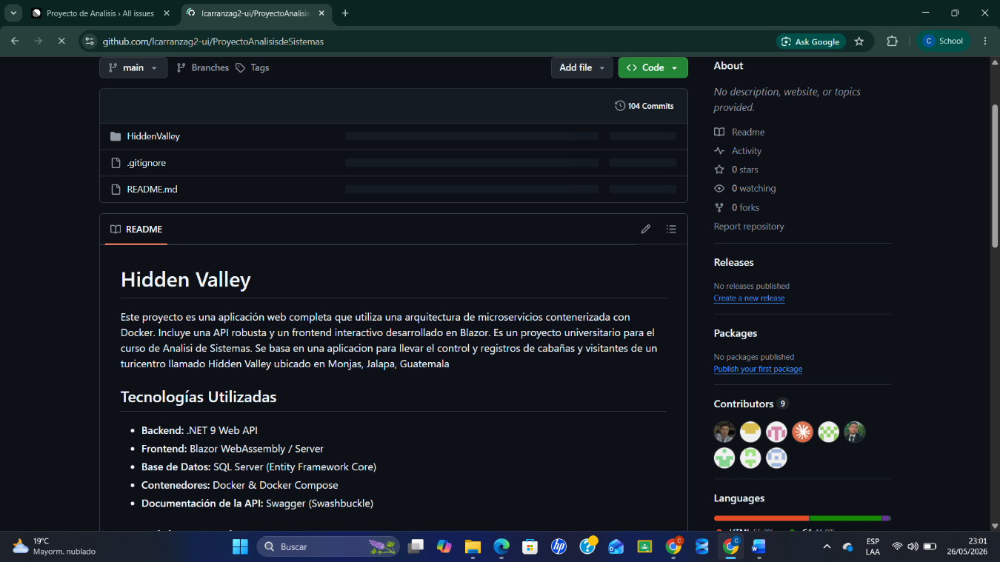 Proyecto de Analisis › All issues
lcarranzag2-ui/ProyectoAnalisis
github.com/lcarranzag2-ui/ProyectoAnalisisdeSistemas
Ask Google
C
School
main
Branches
Tags
Add file
Code
104 Commits
HiddenValley
.gitignore
README.md
README
Hidden Valley
Este proyecto es una aplicación web completa que utiliza una arquitectura de microservicios contenerizada con
Docker. Incluye una API robusta y un frontend interactivo desarrollado en Blazor. Es un proyecto universitario para el
curso de Analisi de Sistemas. Se basa en una aplicacion para llevar el control y registros de cabañas y visitantes de un
turicentro llamado Hidden Valley ubicado en Monjas, Jalapa, Guatemala
Tecnologías Utilizadas
Backend: .NET 9 Web API
Frontend: Blazor WebAssembly / Server
Base de Datos: SQL Server (Entity Framework Core)
Contenedores: Docker & Docker Compose
Documentación de la API: Swagger (Swashbuckle)
About
No description, website, or topics
provided.
Readme
Activity
0 stars
0 watching
0 forks
Report repository
Releases
No releases published
Create a new release
Packages
No packages published
Publish your first package
Contributors 9
Languages
19°C
Mayorm. nublado
Buscar
hp
ESP
LAA
23:01
26/05/2026